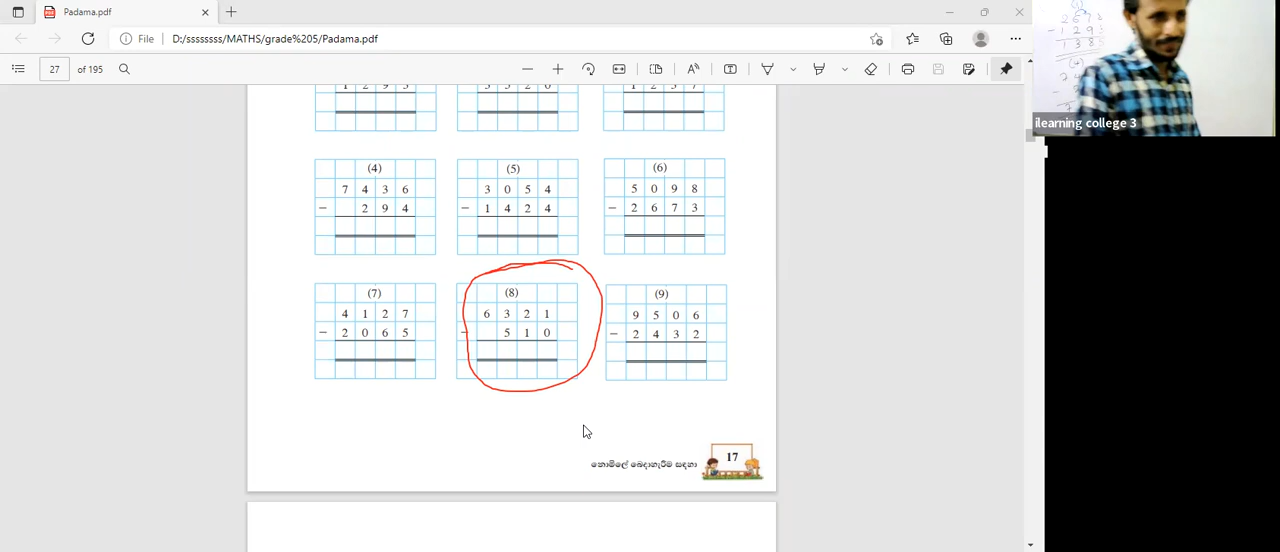 Padama.pdf
File D:/ssssssss/MATHS/grade%205/Padama.pdf
27 of 195
ilearning college 3
(4) (5) (6)
7 4 3 6 3 0 5 4 5 0 9 8
− 2 9 4 − 1 4 2 4 − 2 6 7 3
(7) (8) (9)
4 1 2 7 6 3 2 1 9 5 0 6
− 2 0 6 5 − 5 1 0 − 2 4 3 2
17
නොමිලේ බෙදාහැරීම සඳහා